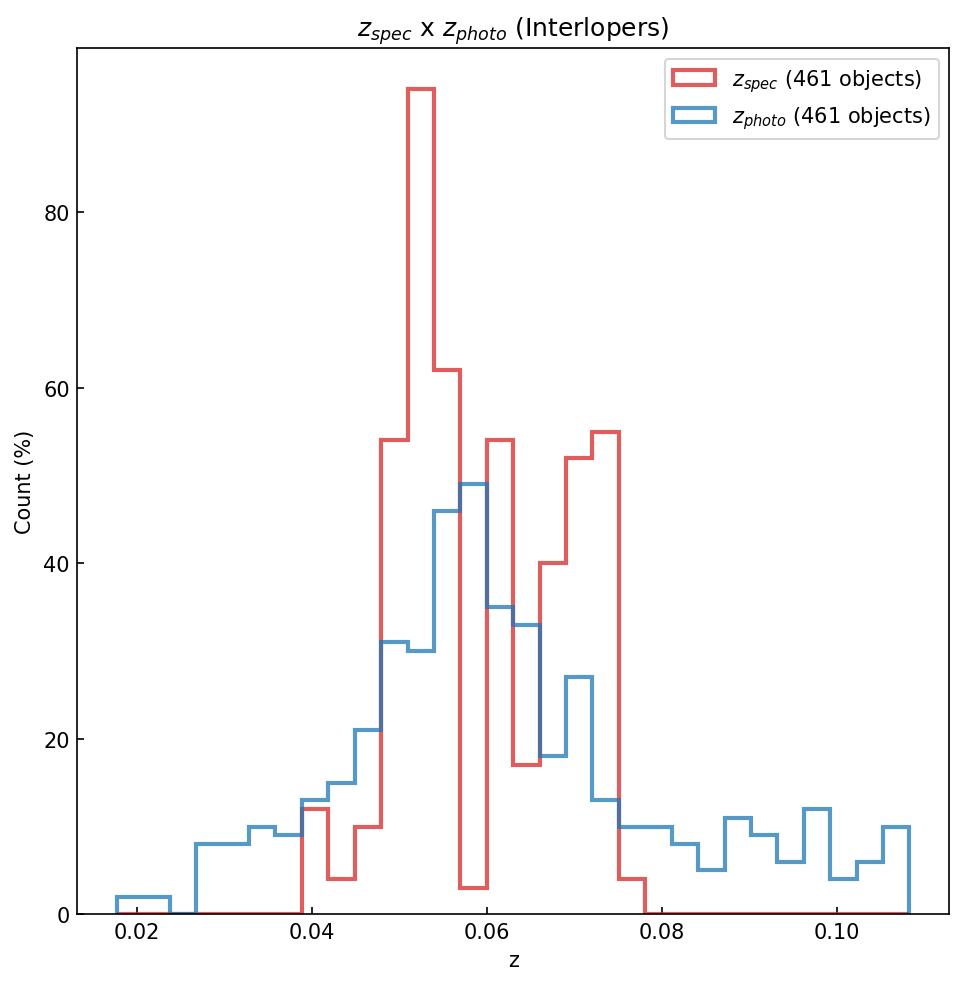 z_spec x z_photo (Interlopers)
z_spec (461 objects)
z_photo (461 objects)
Count (%)
80
60
40
20
0
0.02 0.04 0.06 0.08 0.10
z